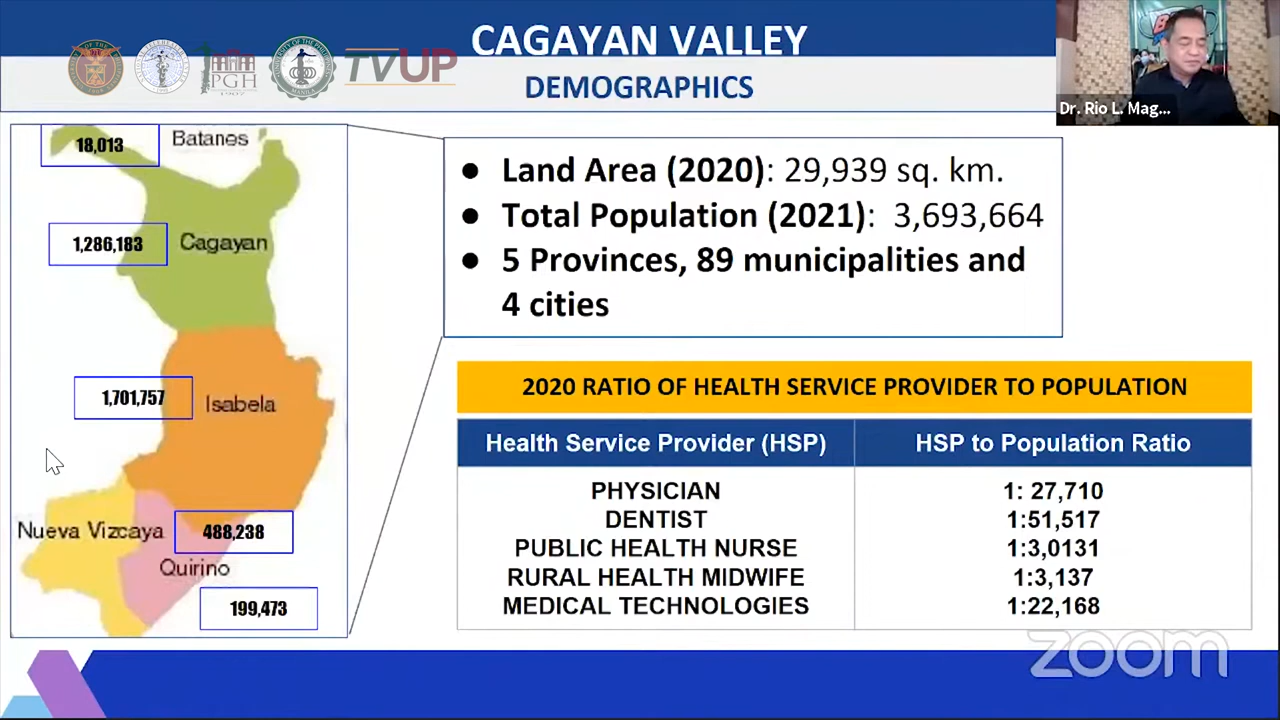 CAGAYAN VALLEY
DEMOGRAPHICS
PGH
1907
TVUP
Dr. Rio L. Mag...
18,013
Batanes
1,286,183
Cagayan
1,701,757
Isabela
Nueva Vizcaya
488,238
Quirino
199,473
● Land Area (2020): 29,939 sq. km.
● Total Population (2021): 3,693,664
● 5 Provinces, 89 municipalities and
4 cities
2020 RATIO OF HEALTH SERVICE PROVIDER TO POPULATION
Health Service Provider (HSP) HSP to Population Ratio
PHYSICIAN 1: 27,710
DENTIST 1:51,517
PUBLIC HEALTH NURSE 1:3,0131
RURAL HEALTH MIDWIFE 1:3,137
MEDICAL TECHNOLOGIES 1:22,168
zoom